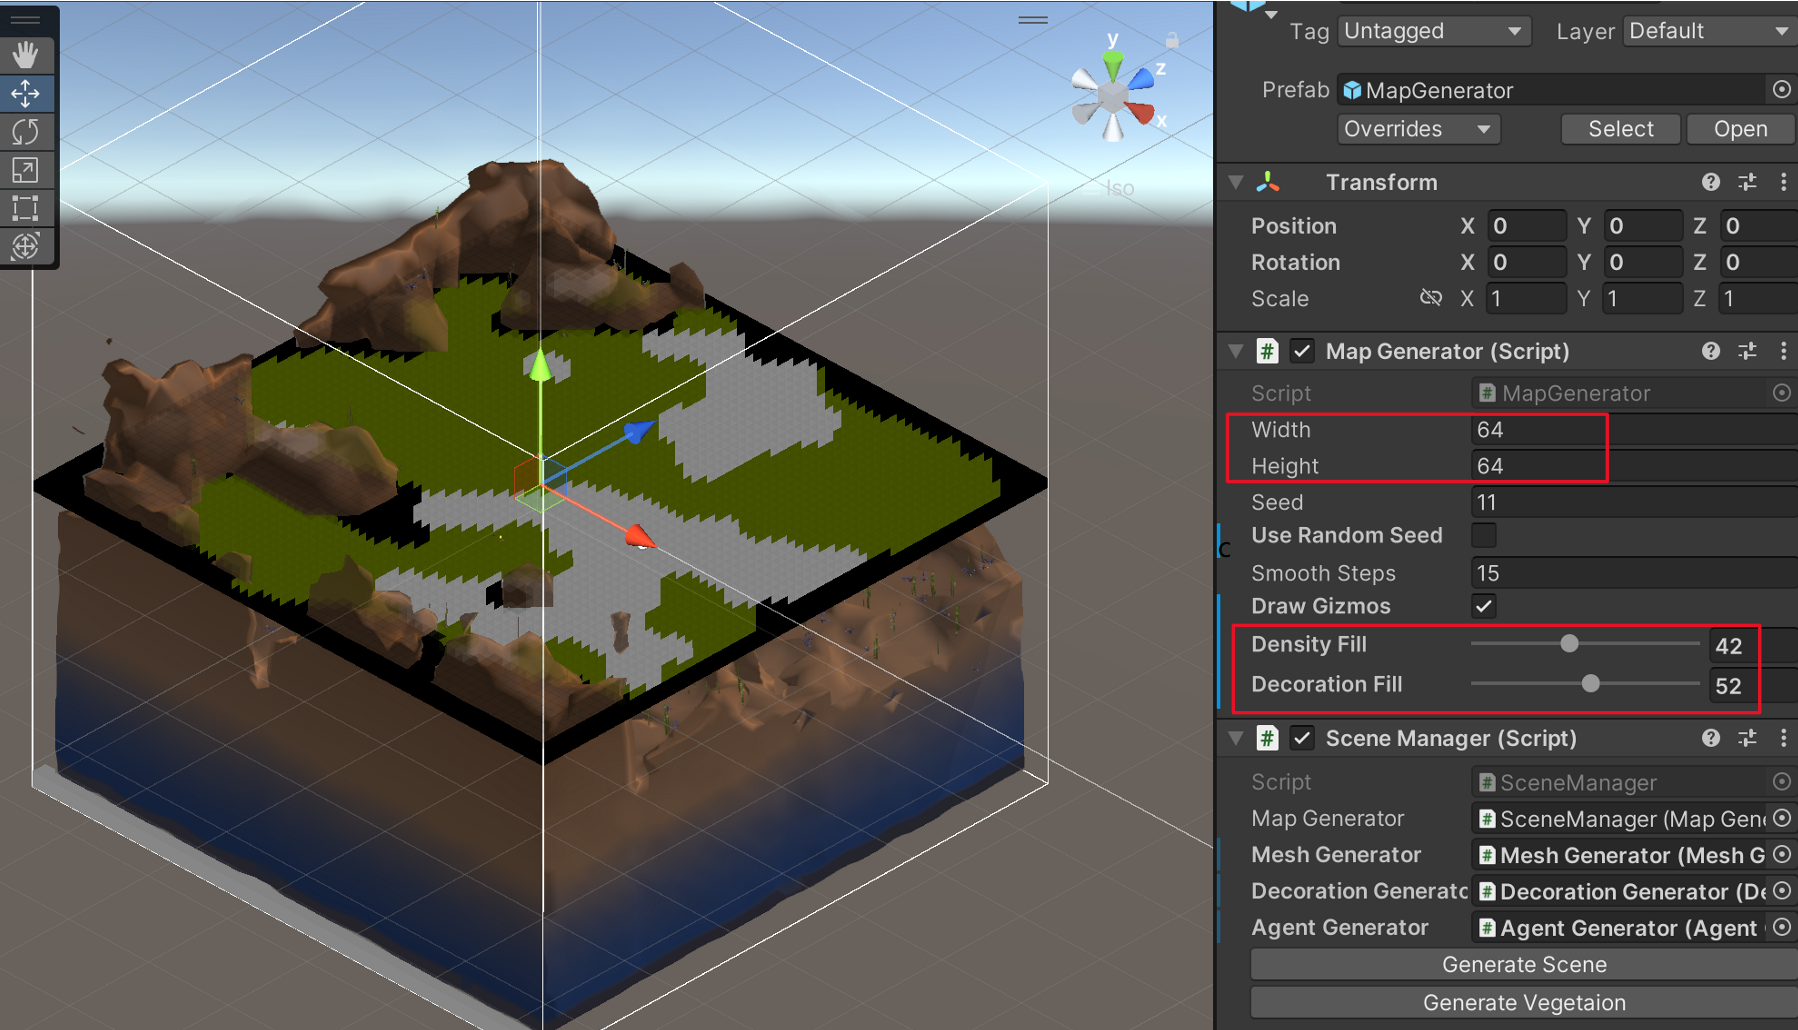 y
z
x
Iso
Tag Untagged Layer Default
Prefab MapGenerator
Overrides Select Open
Transform
Position X 0 Y 0 Z 0
Rotation X 0 Y 0 Z 0
Scale X 1 Y 1 Z 1
# Map Generator (Script)
Script # MapGenerator
Width 64
Height 64
Seed 11
Use Random Seed
C
Smooth Steps 15
Draw Gizmos
Density Fill 42
Decoration Fill 52
# Scene Manager (Script)
Script # SceneManager
Map Generator # SceneManager (Map Gene
Mesh Generator # Mesh Generator (Mesh G
Decoration Generato # Decoration Generator (De
Agent Generator # Agent Generator (Agent
Generate Scene
Generate Vegetaion